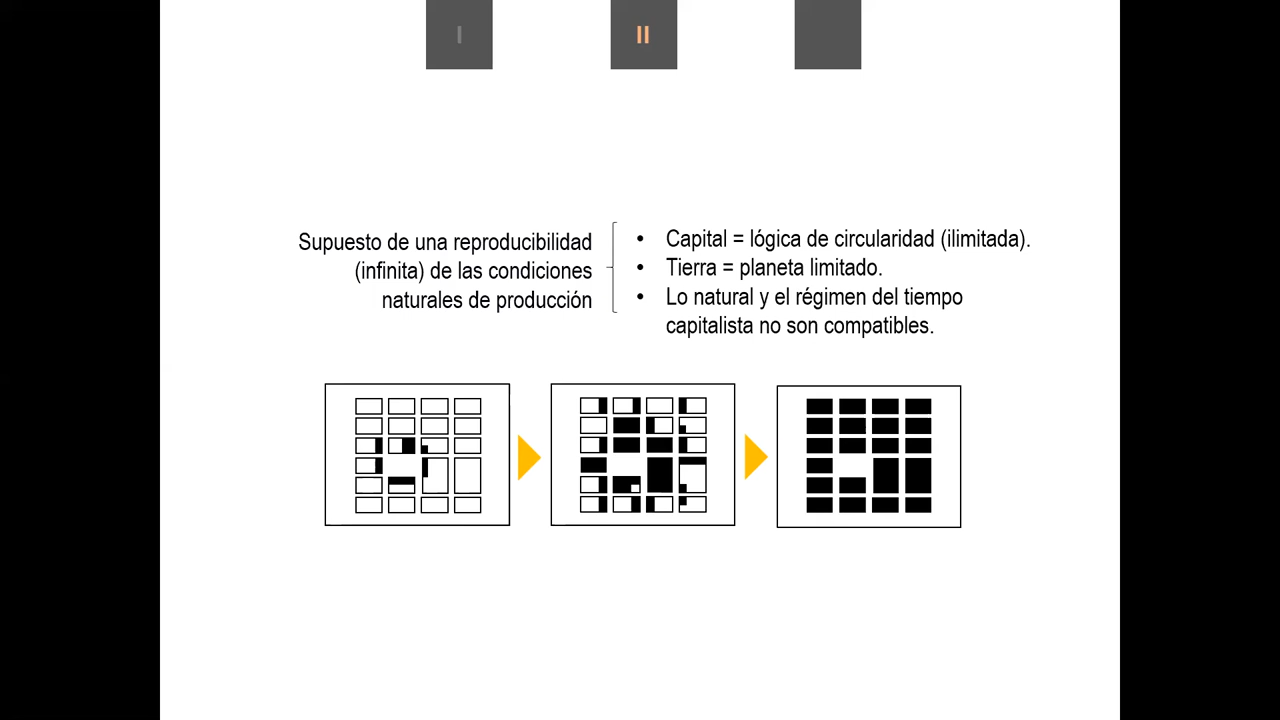 I
II
Supuesto de una reproducibilidad
(infinita) de las condiciones
naturales de producción
• Capital = lógica de circularidad (ilimitada).
• Tierra = planeta limitado.
• Lo natural y el régimen del tiempo
capitalista no son compatibles.